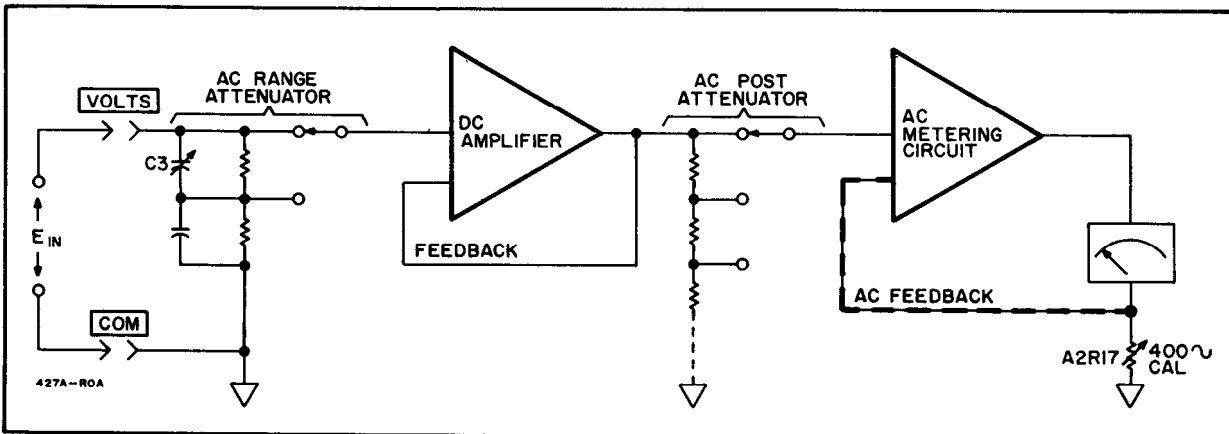 AC RANGE
ATTENUATOR
VOLTS
C3
E IN
COM
427A-ROA
DC
AMPLIFIER
FEEDBACK
AC POST
ATTENUATOR
AC
METERING
CIRCUIT
AC FEEDBACK
A2R17
400~
CAL